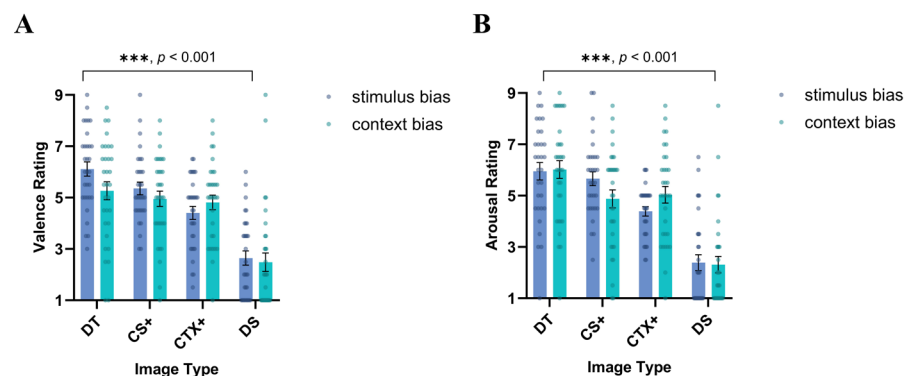 A
∗∗∗, p < 0.001
9
7
5
3
1
Valence Rating
DT
CS+
CTX+
DS
Image Type
stimulus bias
context bias
B
∗∗∗, p < 0.001
9
7
5
3
1
Arousal Rating
DT
CS+
CTX+
DS
Image Type
stimulus bias
context bias